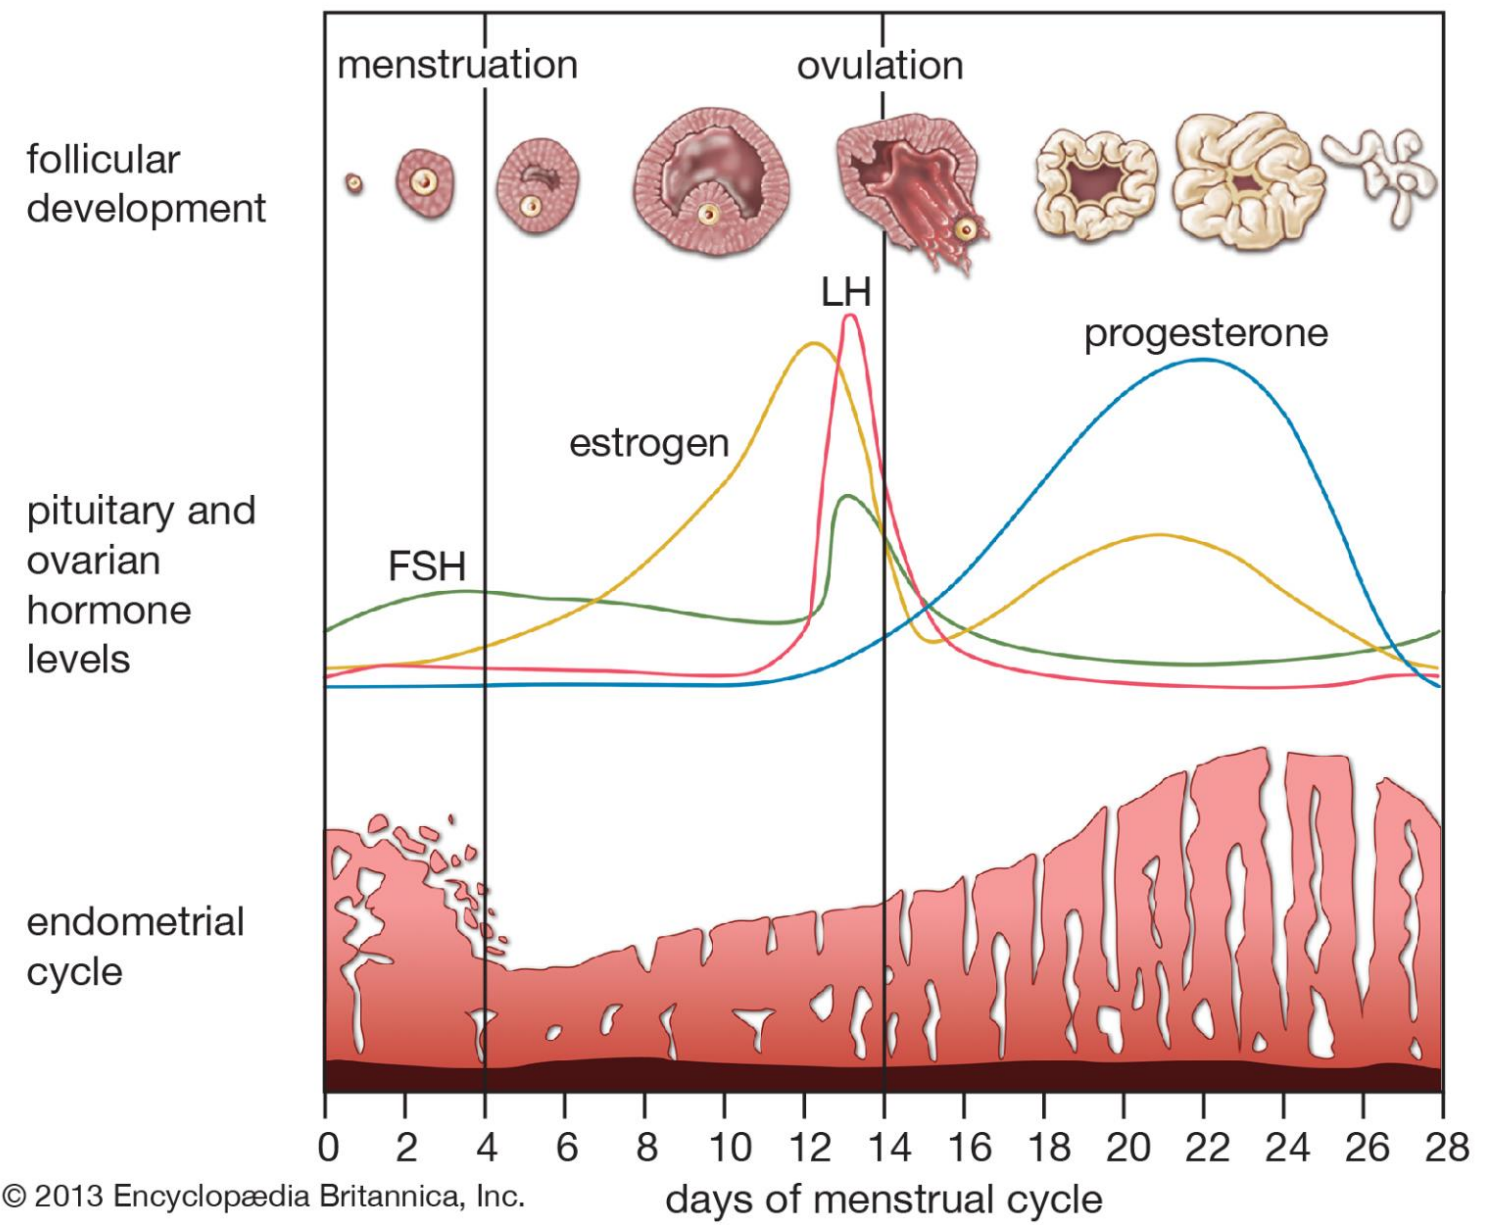 menstruation
ovulation
follicular
development
LH
progesterone
estrogen
pituitary and
ovarian
hormone
levels
FSH
endometrial
cycle
0 2 4 6 8 10 12 14 16 18 20 22 24 26 28
© 2013 Encyclopædia Britannica, Inc.
days of menstrual cycle